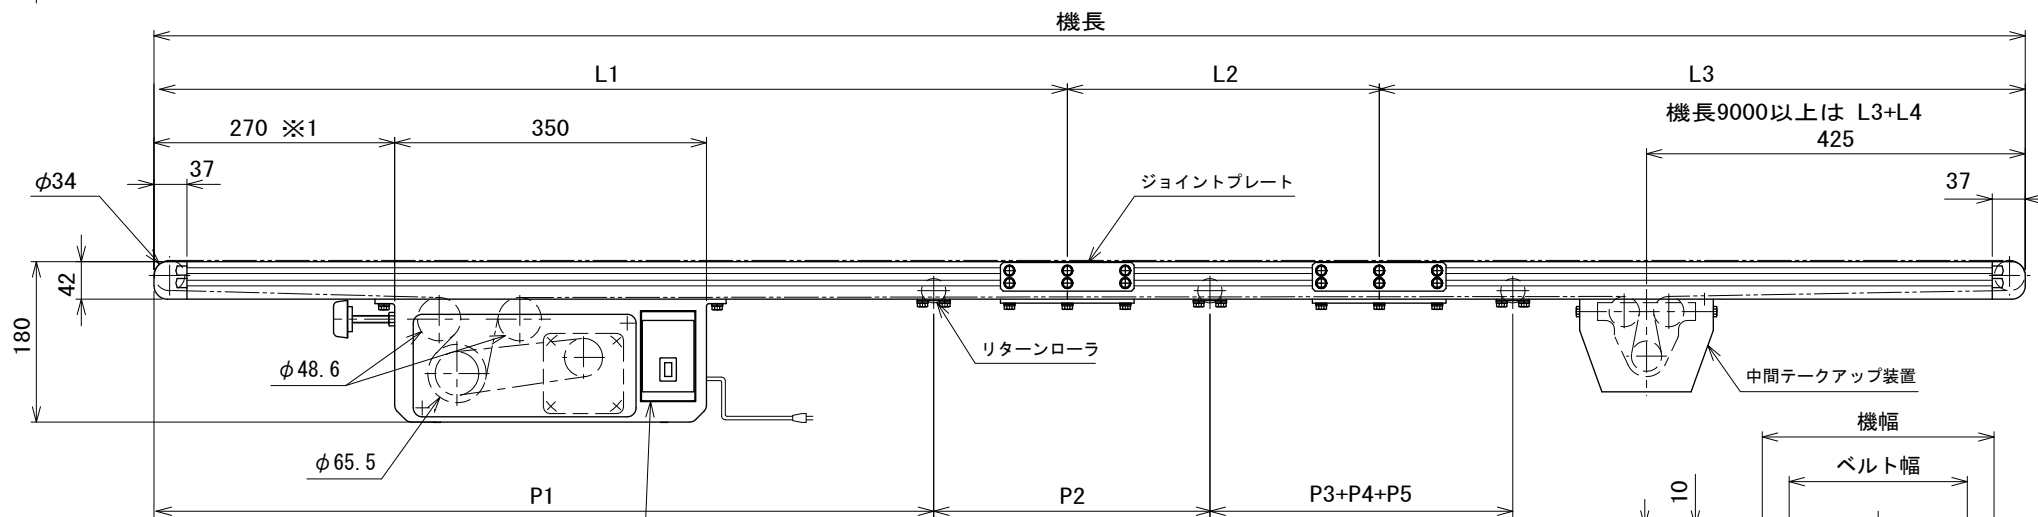 機長
L1
L2
L3
機長9000以上は L3+L4
270 ※1
350
425
φ34
37
ジョイントプレート
37
42
180
φ48.6
リターンローラ
中間テークアップ装置
機幅
φ65.5
ベルト幅
P1
P2
P3+P4+P5
10